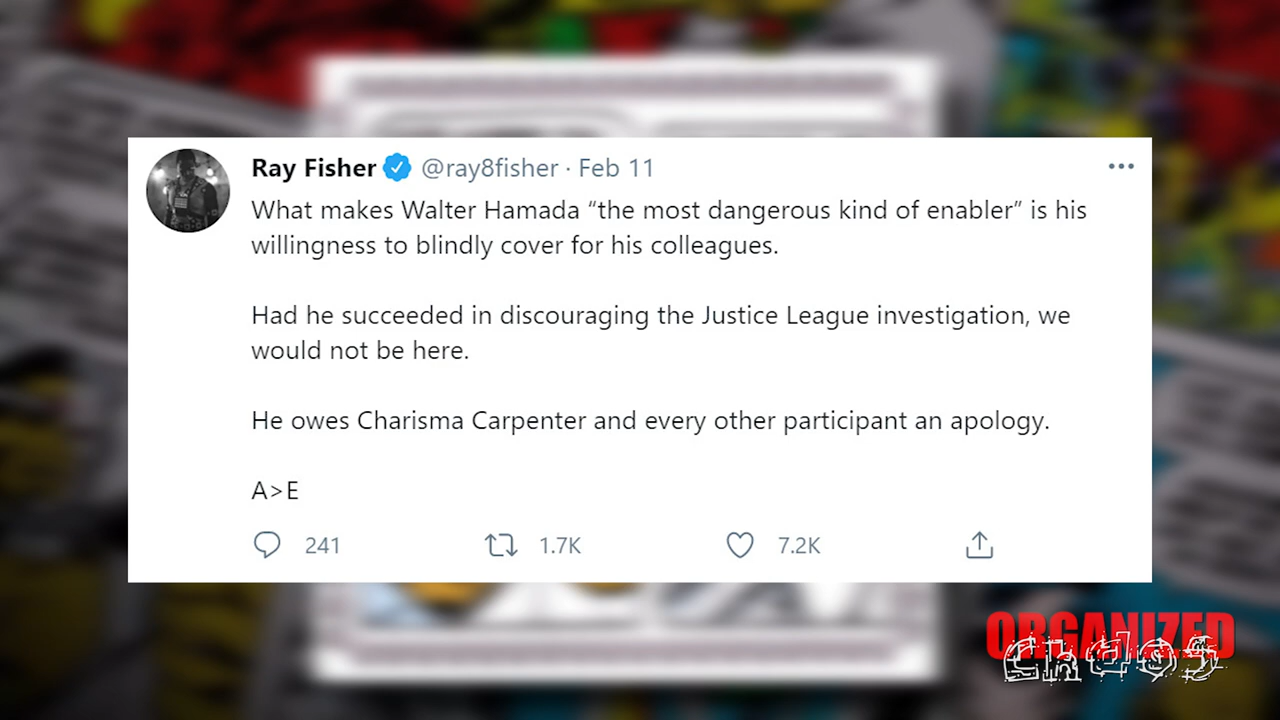 Ray Fisher @ray8fisher · Feb 11
What makes Walter Hamada “the most dangerous kind of enabler” is his
willingness to blindly cover for his colleagues.
Had he succeeded in discouraging the Justice League investigation, we
would not be here.
He owes Charisma Carpenter and every other participant an apology.
A>E
241 1.7K 7.2K
ORGANIZED
chaos